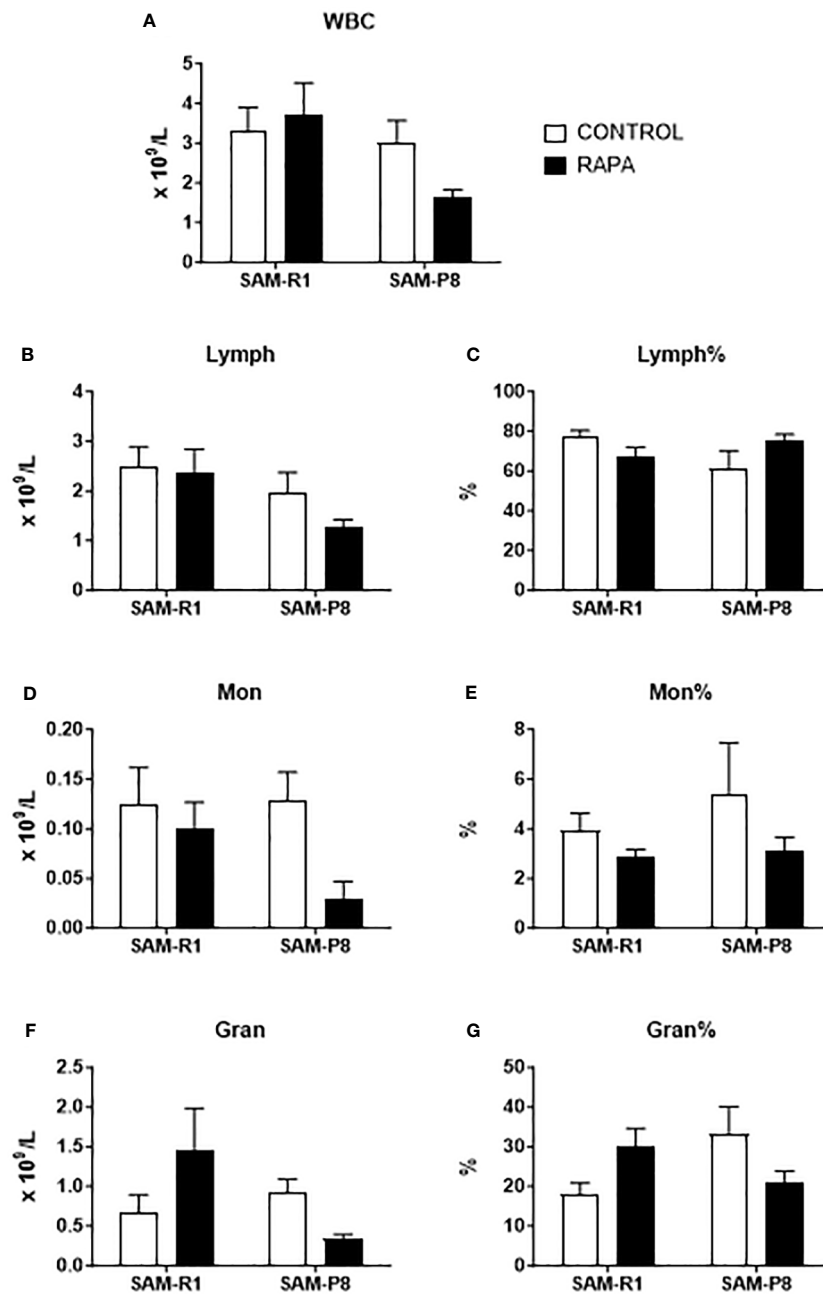 A WBC
5
4
3
2
1
0
x 10⁹/L
SAM-R1 SAM-P8
CONTROL
RAPA
B Lymph
4
3
2
1
0
x 10⁹/L
SAM-R1 SAM-P8
C Lymph%
100
80
60
40
20
0
%
SAM-R1 SAM-P8
D Mon
0.20
0.15
0.10
0.05
0.00
x 10⁹/L
SAM-R1 SAM-P8
E Mon%
8
6
4
2
0
%
SAM-R1 SAM-P8
F Gran
2.5
2.0
1.5
1.0
0.5
0.0
x 10⁹/L
SAM-R1 SAM-P8
G Gran%
50
40
30
20
10
0
%
SAM-R1 SAM-P8